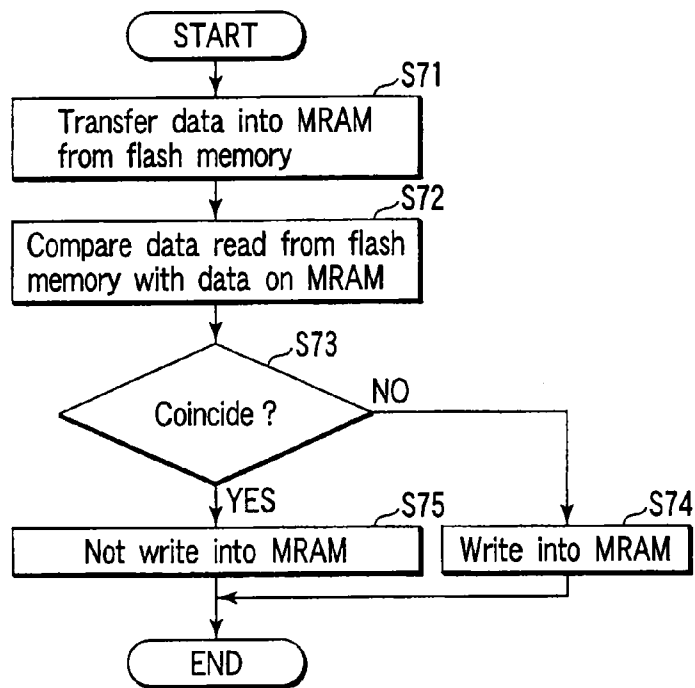 START
S71
Transfer data into MRAM
from flash memory
S72
Compare data read from flash
memory with data on MRAM
S73
Coincide ?
NO
YES
S75
Not write into MRAM
S74
Write into MRAM
END